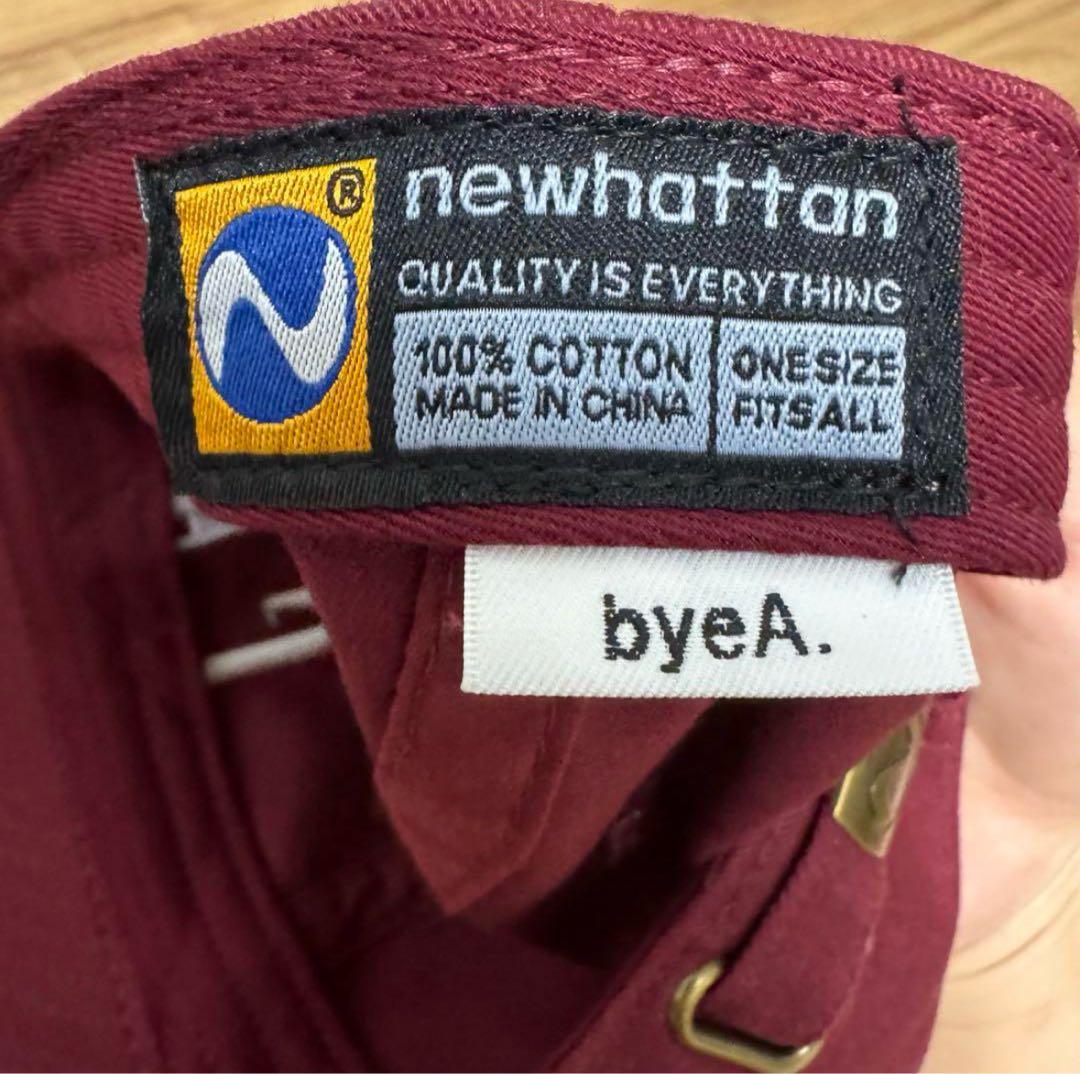 ®
newhattan
QUALITY IS EVERYTHING
100% COTTON
MADE IN CHINA
ONE SIZE
FITS ALL
byeA.